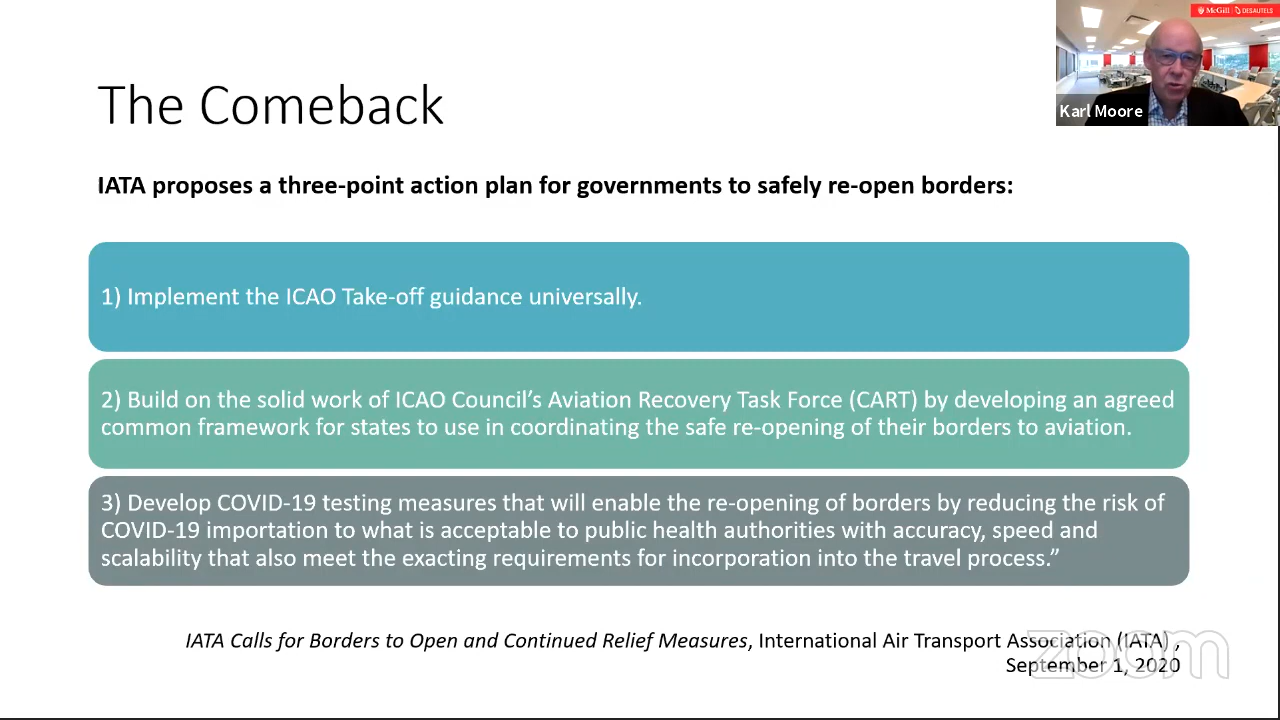 McGill DESAUTELS
Karl Moore
The Comeback
IATA proposes a three-point action plan for governments to safely re-open borders:
1) Implement the ICAO Take-off guidance universally.
2) Build on the solid work of ICAO Council’s Aviation Recovery Task Force (CART) by developing an agreed
common framework for states to use in coordinating the safe re-opening of their borders to aviation.
3) Develop COVID-19 testing measures that will enable the re-opening of borders by reducing the risk of
COVID-19 importation to what is acceptable to public health authorities with accuracy, speed and
scalability that also meet the exacting requirements for incorporation into the travel process.”
IATA Calls for Borders to Open and Continued Relief Measures, International Air Transport Association (IATA) ,
September 1, 2020
zoom